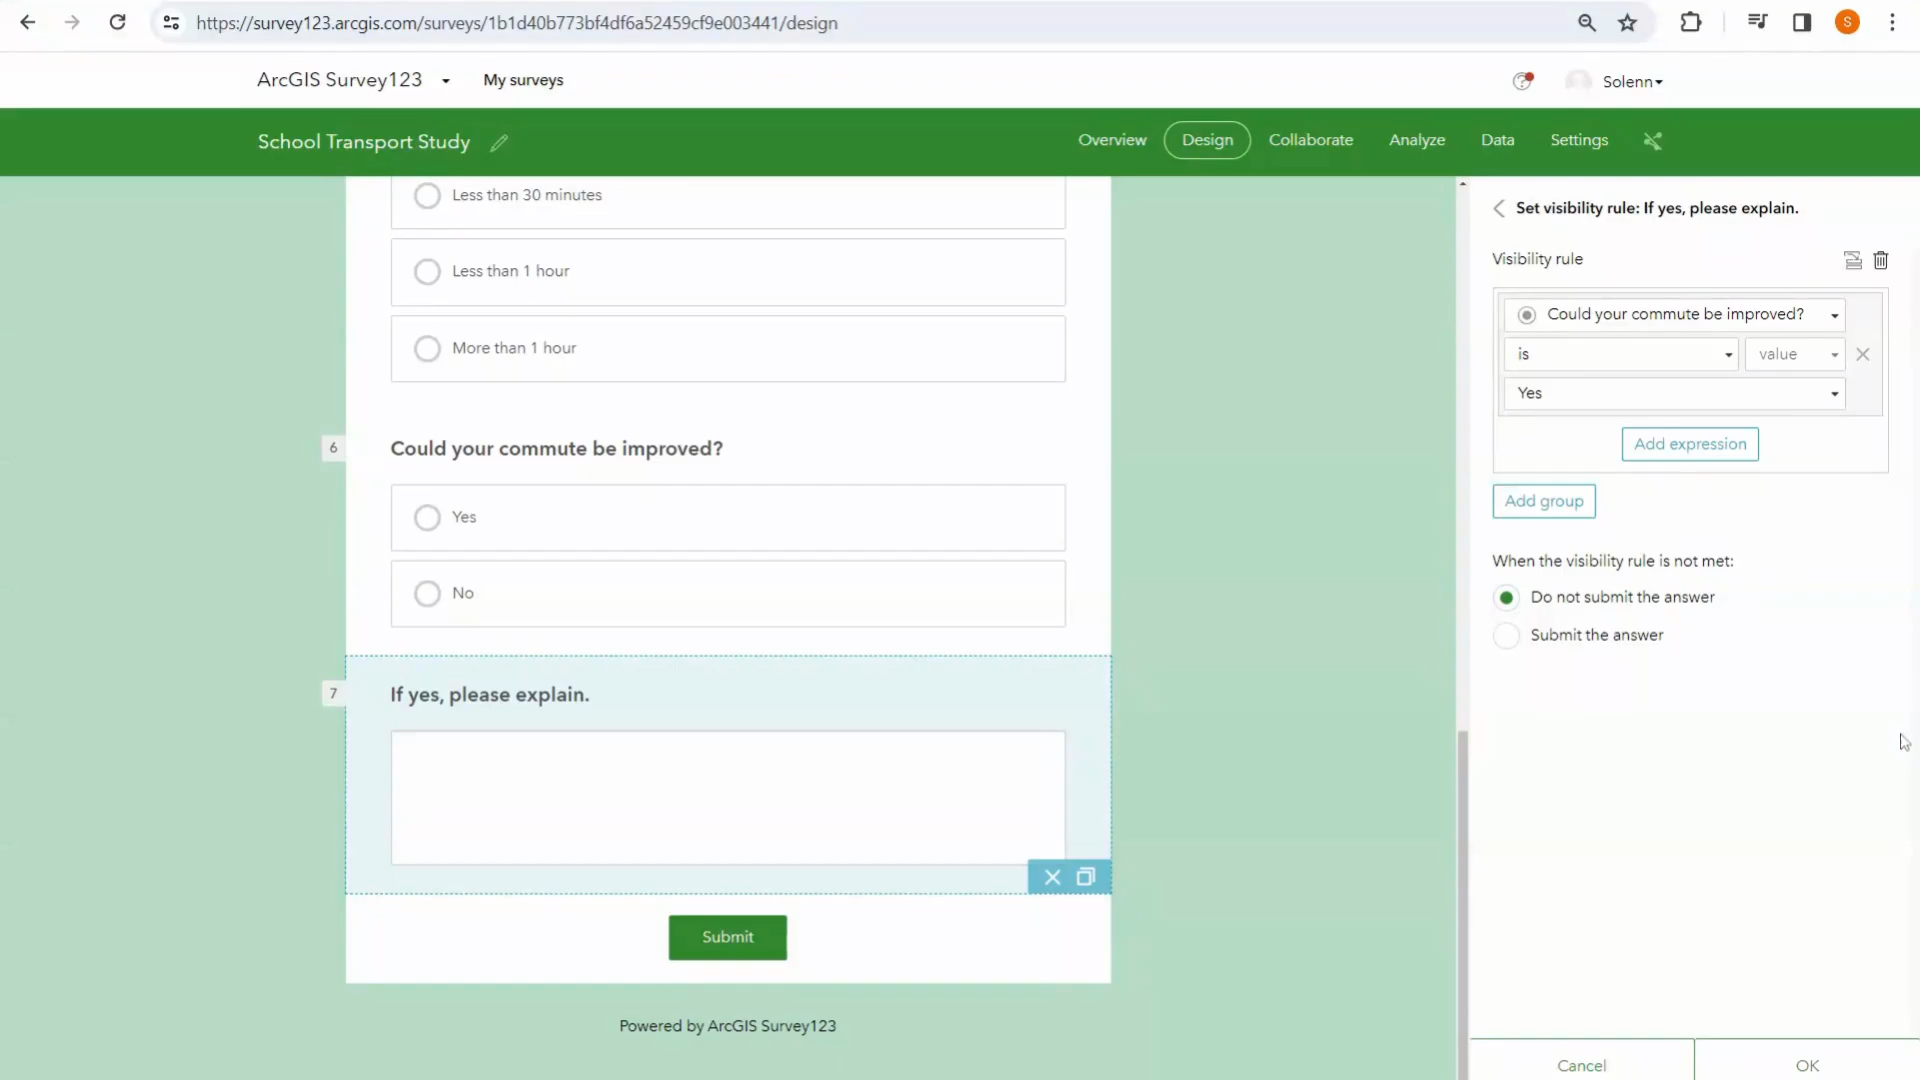 https://survey123.arcgis.com/surveys/1b1d40b773bf4df6a52459cf9e003441/design
S
ArcGIS Survey123
My surveys
Solenn
School Transport Study
Overview
Design
Collaborate
Analyze
Data
Settings
Less than 30 minutes
Less than 1 hour
More than 1 hour
6
Could your commute be improved?
Yes
No
7
If yes, please explain.
Submit
Powered by ArcGIS Survey123
Set visibility rule: If yes, please explain.
Visibility rule
Could your commute be improved?
is
value
Yes
Add expression
Add group
When the visibility rule is not met:
Do not submit the answer
Submit the answer
Cancel
OK